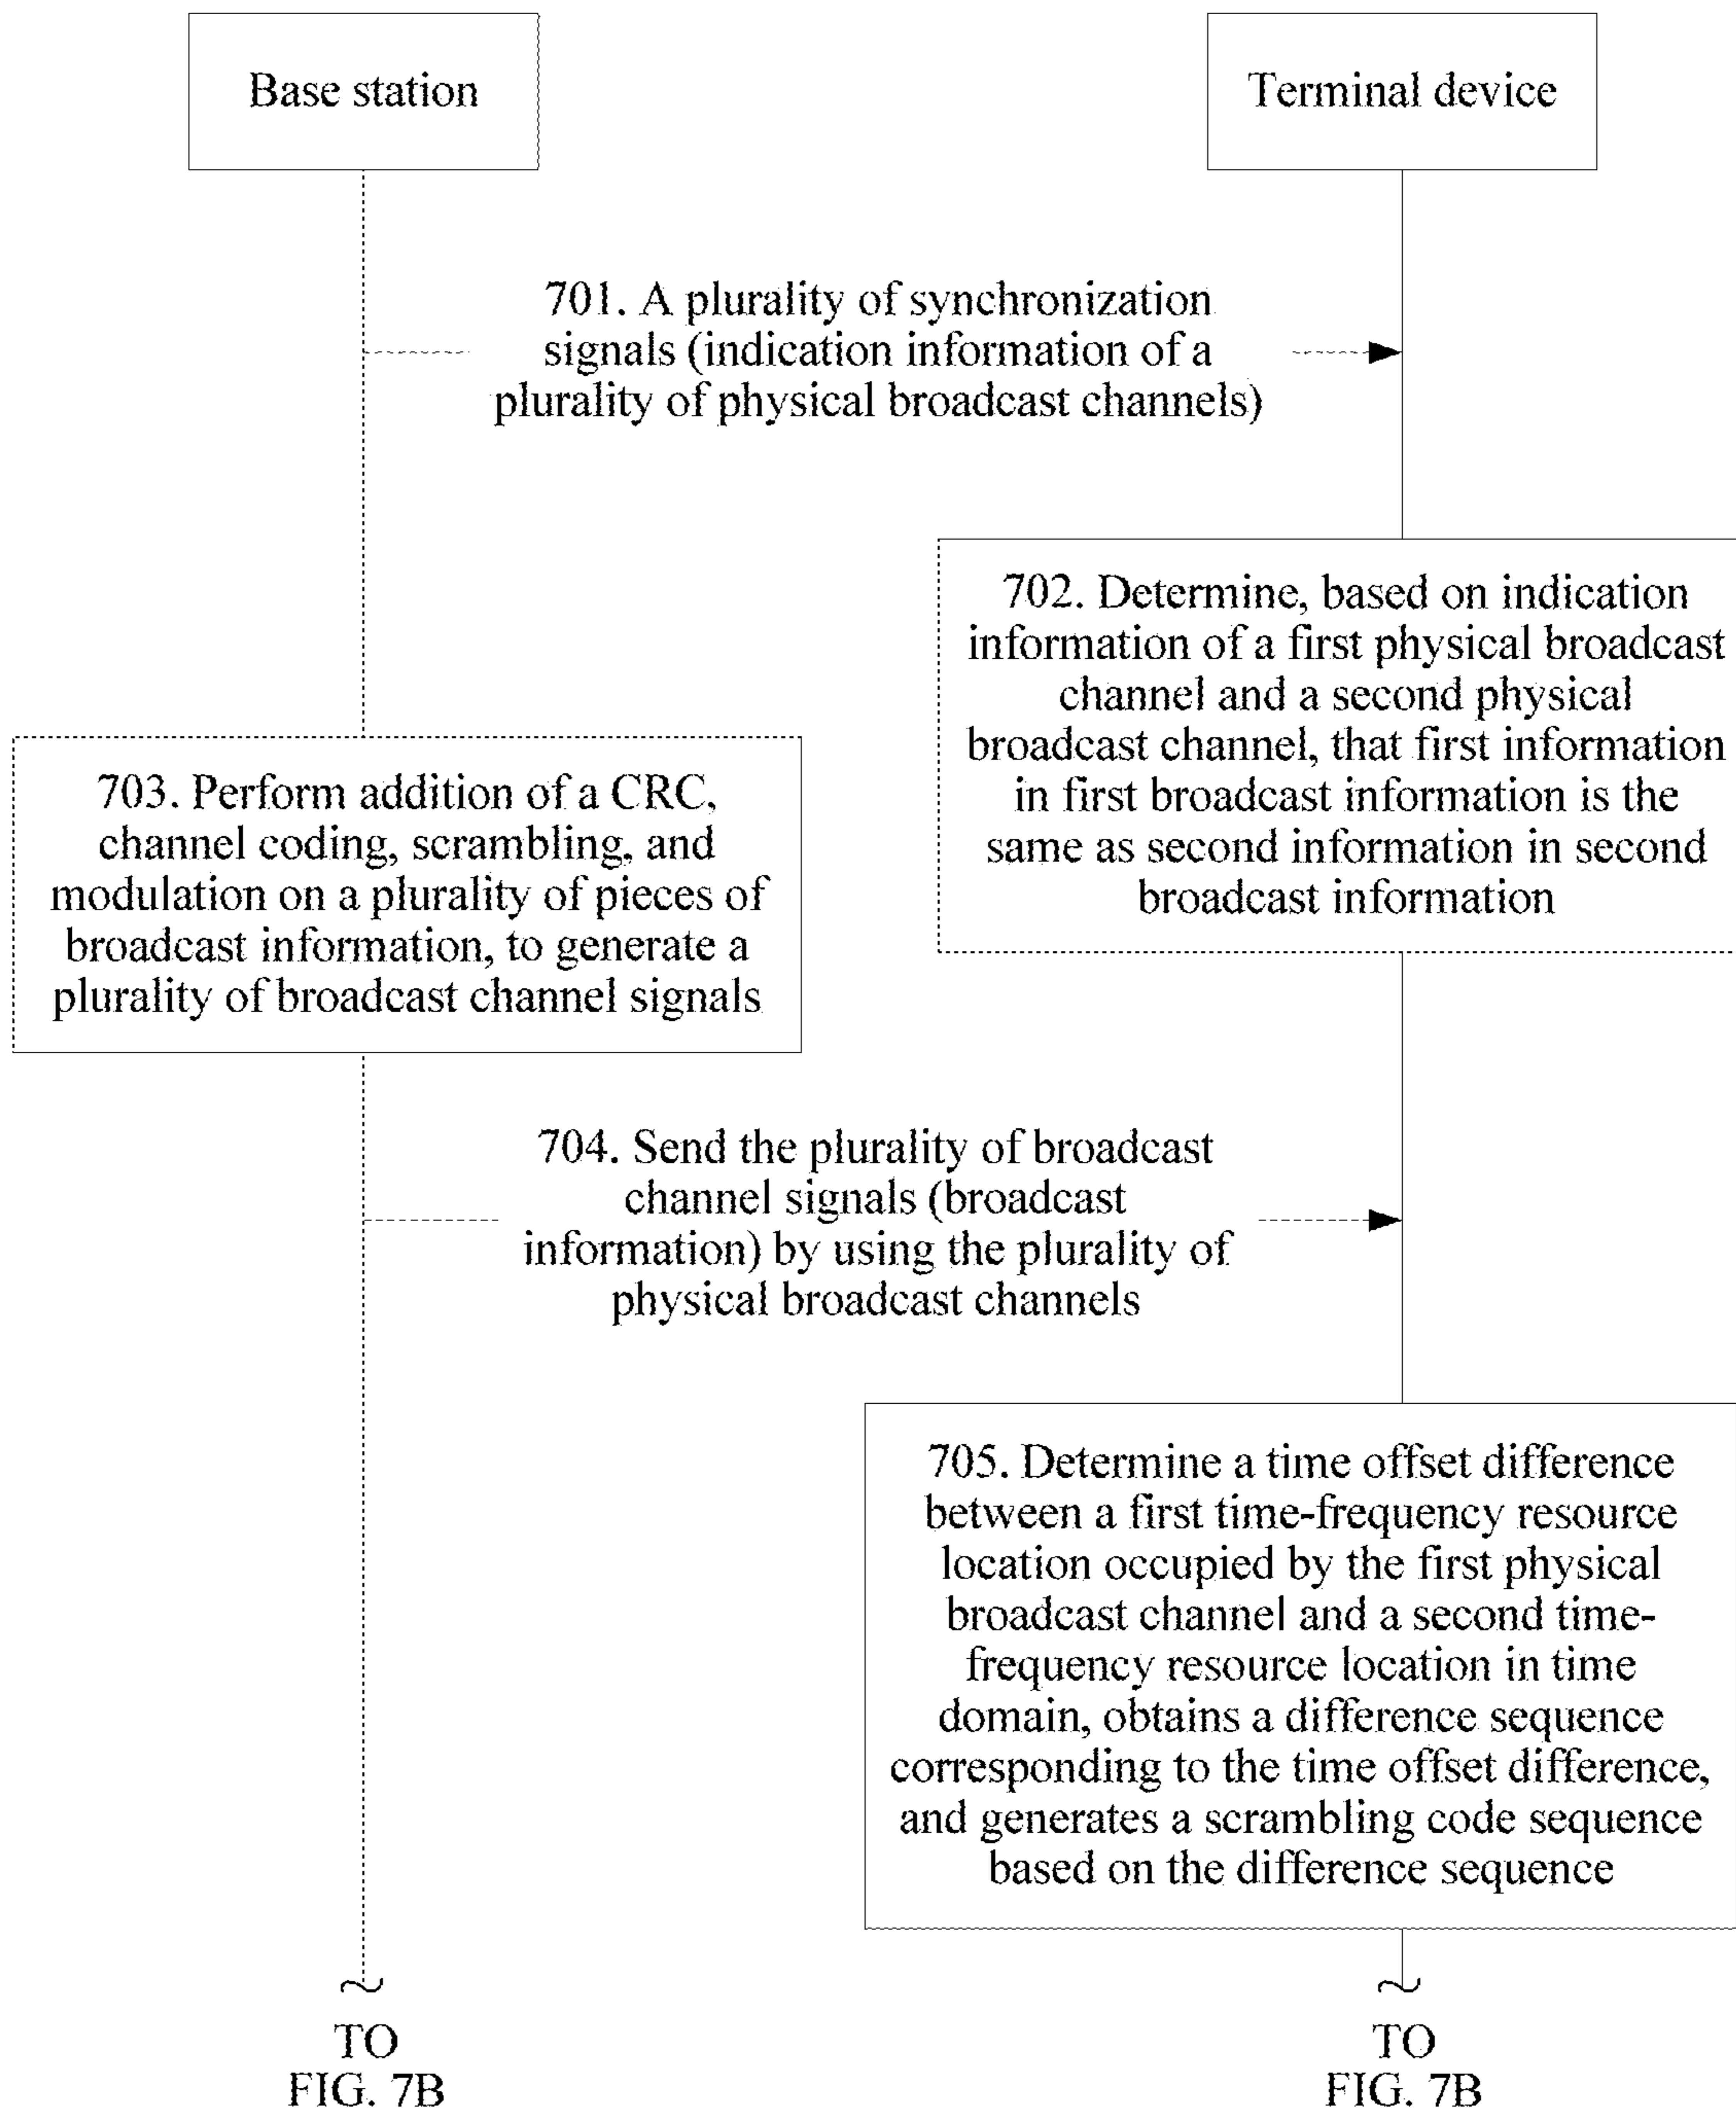 Base station
Terminal device
701. A plurality of synchronization
signals (indication information of a
plurality of physical broadcast channels)
702. Determine, based on indication
information of a first physical broadcast
channel and a second physical
broadcast channel, that first information
in first broadcast information is the
same as second information in second
broadcast information
703. Perform addition of a CRC,
channel coding, scrambling, and
modulation on a plurality of pieces of
broadcast information, to generate a
plurality of broadcast channel signals
704. Send the plurality of broadcast
channel signals (broadcast
information) by using the plurality of
physical broadcast channels
705. Determine a time offset difference
between a first time-frequency resource
location occupied by the first physical
broadcast channel and a second time-
frequency resource location in time
domain, obtains a difference sequence
corresponding to the time offset difference,
and generates a scrambling code sequence
based on the difference sequence
TO
FIG. 7B
TO
FIG. 7B